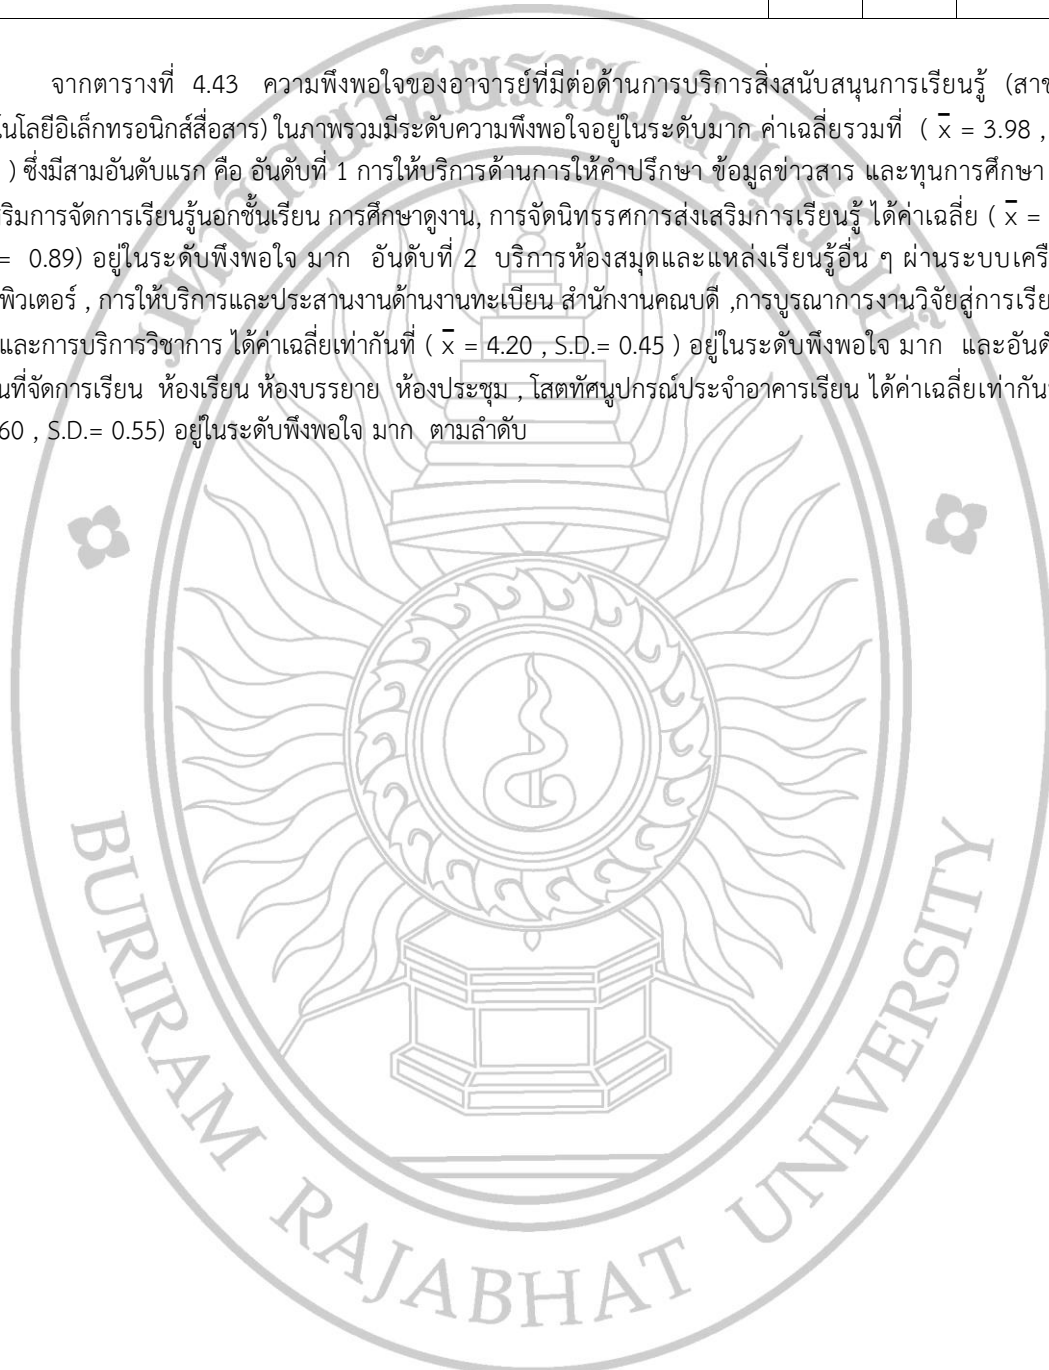 จากตารางที่ 4.43 ความพึงพอใจของอาจารย์ที่มีต่อด้านการบริการสิ่งสนับสนุนการเรียนรู้ (สาข
นโลยีอิเล็กทรอนิกส์สื่อสาร) ในภาพรวมมีระดับความพึงพอใจอยู่ในระดับมาก ค่าเฉลี่ยรวมที่ ( x̄ = 3.98 ,
) ซึ่งมีสามอันดับแรก คือ อันดับที่ 1 การให้บริการด้านการให้คำปรึกษา ข้อมูลข่าวสาร และทุนการศึกษา
ริมการจัดการเรียนรู้นอกชั้นเรียน การศึกษาดูงาน, การจัดนิทรรศการส่งเสริมการเรียนรู้ ได้ค่าเฉลี่ย ( x̄ =
= 0.89) อยู่ในระดับพึงพอใจ มาก อันดับที่ 2 บริการห้องสมุดและแหล่งเรียนรู้อื่น ๆ ผ่านระบบเครื
พิวเตอร์ , การให้บริการและประสานงานด้านงานทะเบียน สำนักงานคณบดี ,การบูรณาการงานวิจัยสู่การเรีย
และการบริการวิชาการ ได้ค่าเฉลี่ยเท่ากันที่ ( x̄ = 4.20 , S.D.= 0.45 ) อยู่ในระดับพึงพอใจ มาก และอันดั
นที่จัดการเรียน ห้องเรียน ห้องบรรยาย ห้องประชุม , โสตทัศนูปกรณ์ประจำอาคารเรียน ได้ค่าเฉลี่ยเท่ากัน
60 , S.D.= 0.55) อยู่ในระดับพึงพอใจ มาก ตามลำดับ
มหาวิทยาลัยราชภัฏบุรีรัมย์
BURIRAM RAJABHAT UNIVERSITY